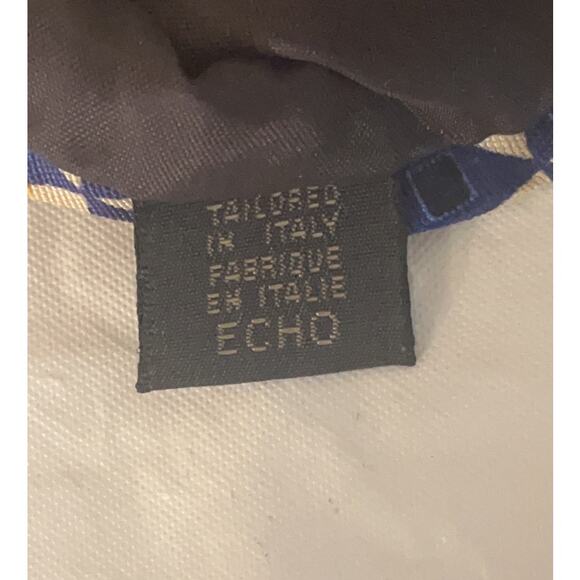 TAILORED
IN ITALY
FABRIQUE
EN ITALIE
ECHO